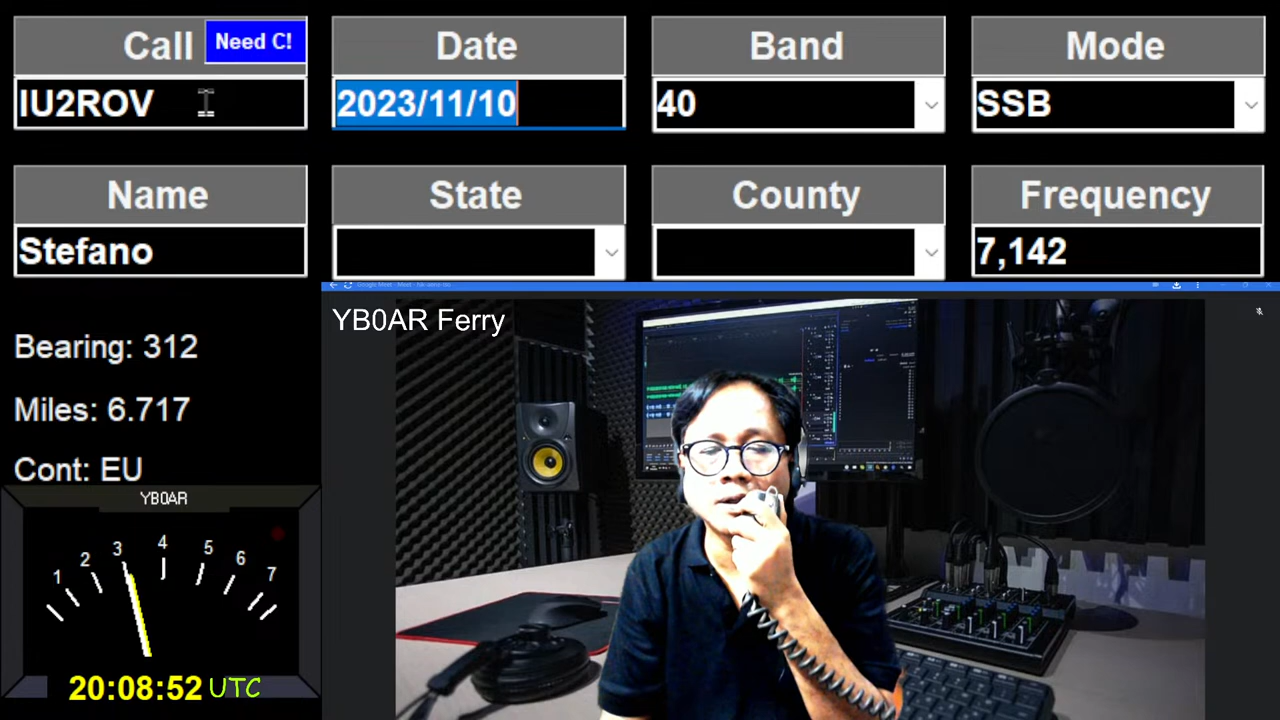 Call Need C!
Date
Band
Mode
IU2ROV
2023/11/10
40
SSB
Name
State
County
Frequency
Stefano
7,142
YB0AR Ferry
Bearing: 312
Miles: 6.717
Cont: EU
YB0AR
1 2 3 4 5 6 7
20:08:52 UTC